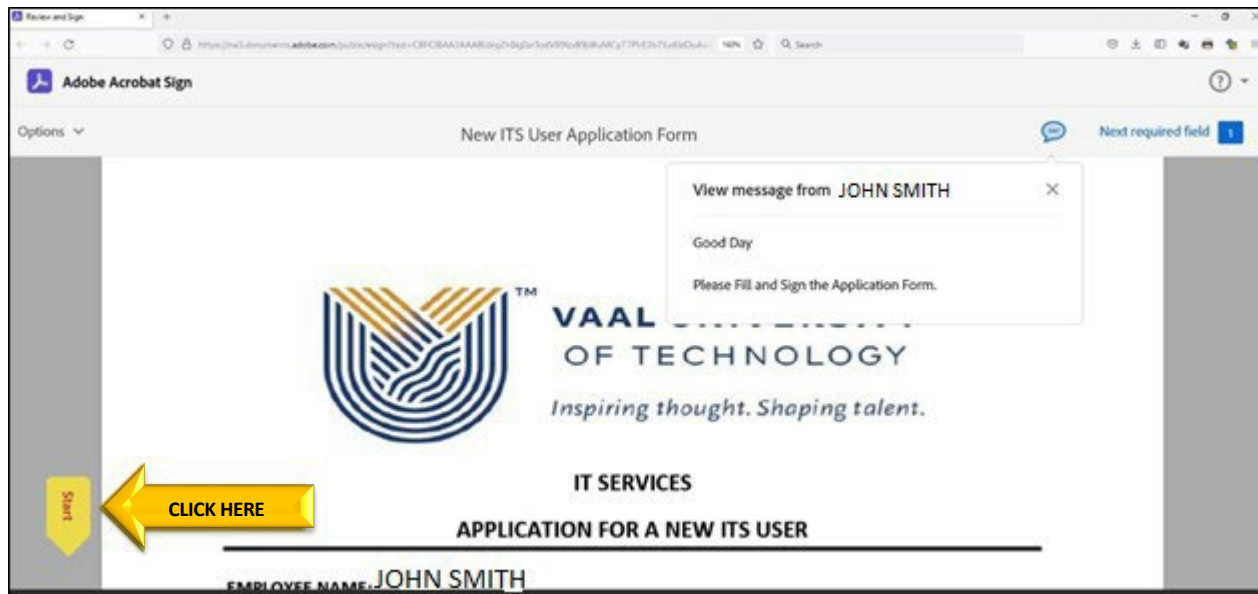 Review and Sign
Search
Adobe Acrobat Sign
Options
New ITS User Application Form
Next required field 1
View message from JOHN SMITH
Good Day
Please Fill and Sign the Application Form.
TM
VAAL
OF TECHNOLOGY
Inspiring thought. Shaping talent.
Start
CLICK HERE
IT SERVICES
APPLICATION FOR A NEW ITS USER
EMPLOYEE NAME: JOHN SMITH